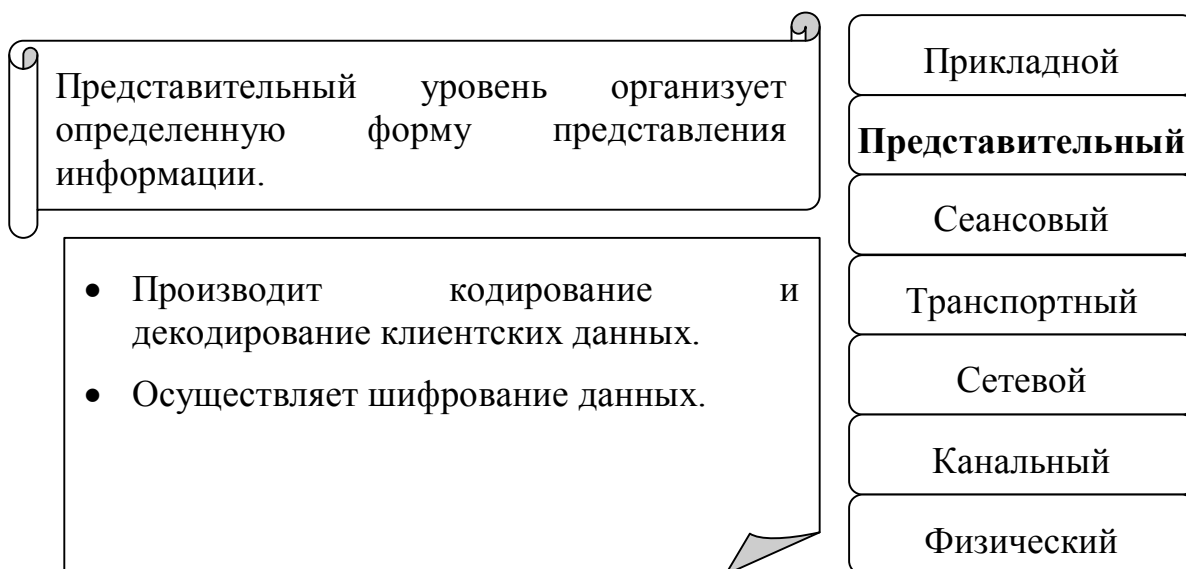 Представительный уровень организует
определенную форму представления
информации.
• Производит кодирование и
декодирование клиентских данных.
• Осуществляет шифрование данных.
Прикладной
Представительный
Сеансовый
Транспортный
Сетевой
Канальный
Физический